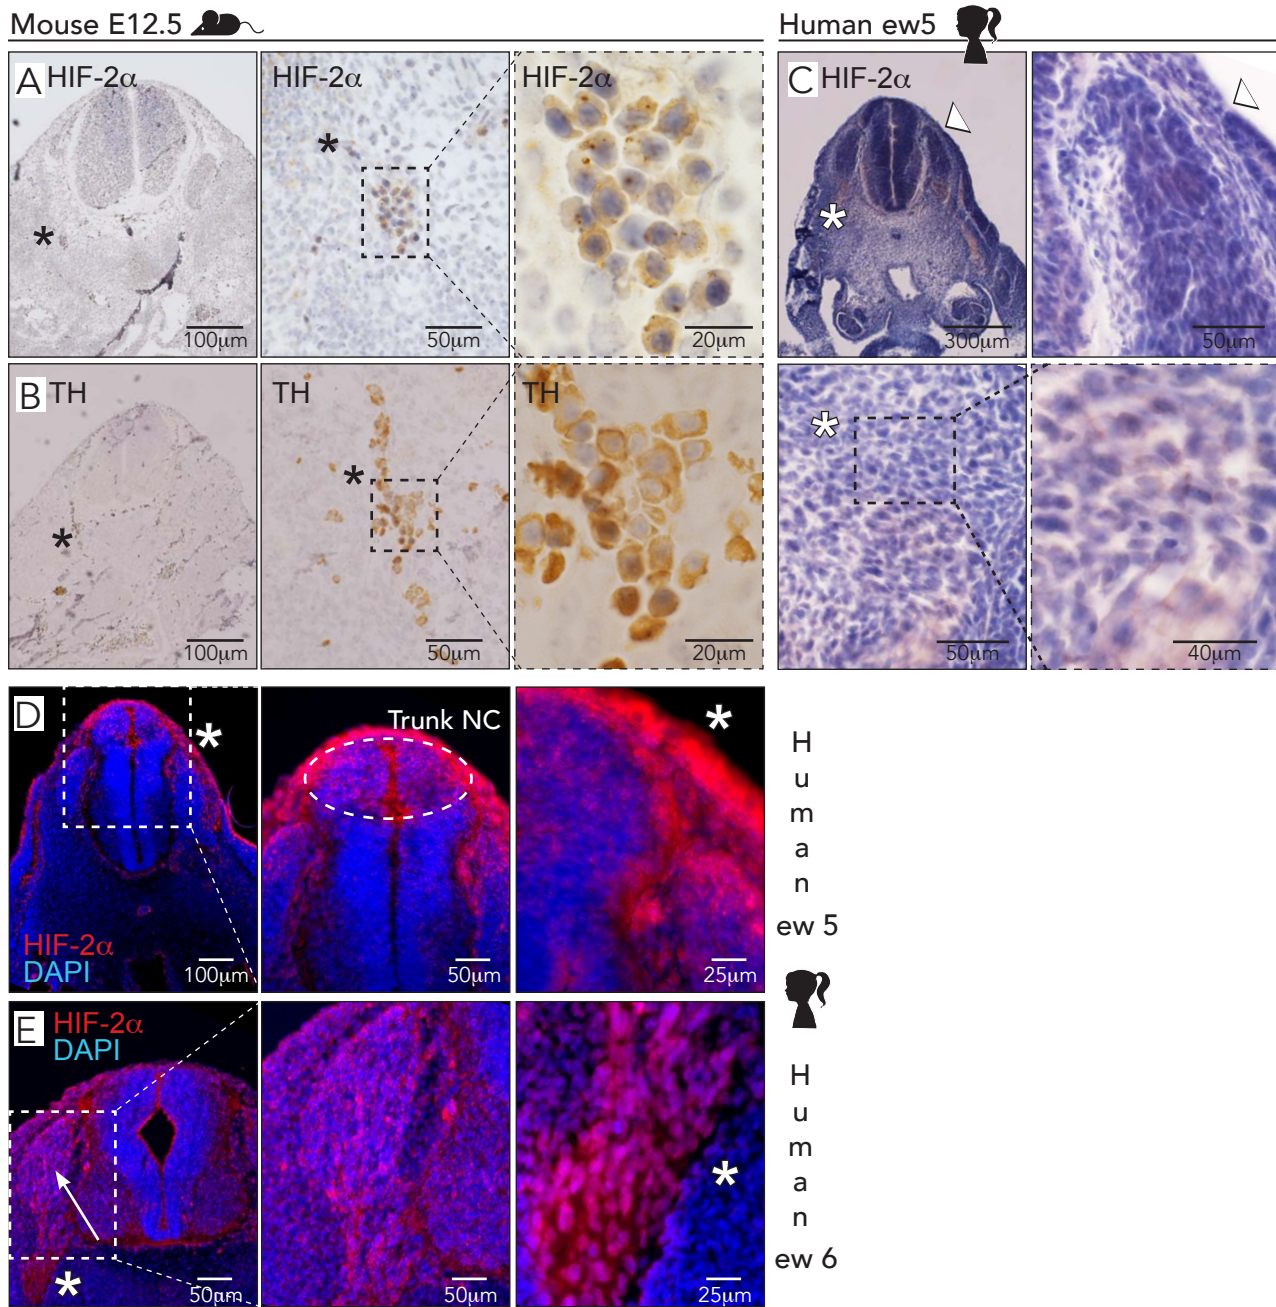 Mouse E12.5
Human ew5
A HIF-2α
HIF-2α
HIF-2α
100µm
50µm
20µm
C HIF-2α
300µm
50µm
B TH
TH
TH
100µm
50µm
20µm
50µm
40µm
D
Trunk NC
HIF-2α
DAPI
100µm
50µm
25µm
H
u
m
a
n
ew 5
E HIF-2α
DAPI
50µm
50µm
25µm
H
u
m
a
n
ew 6